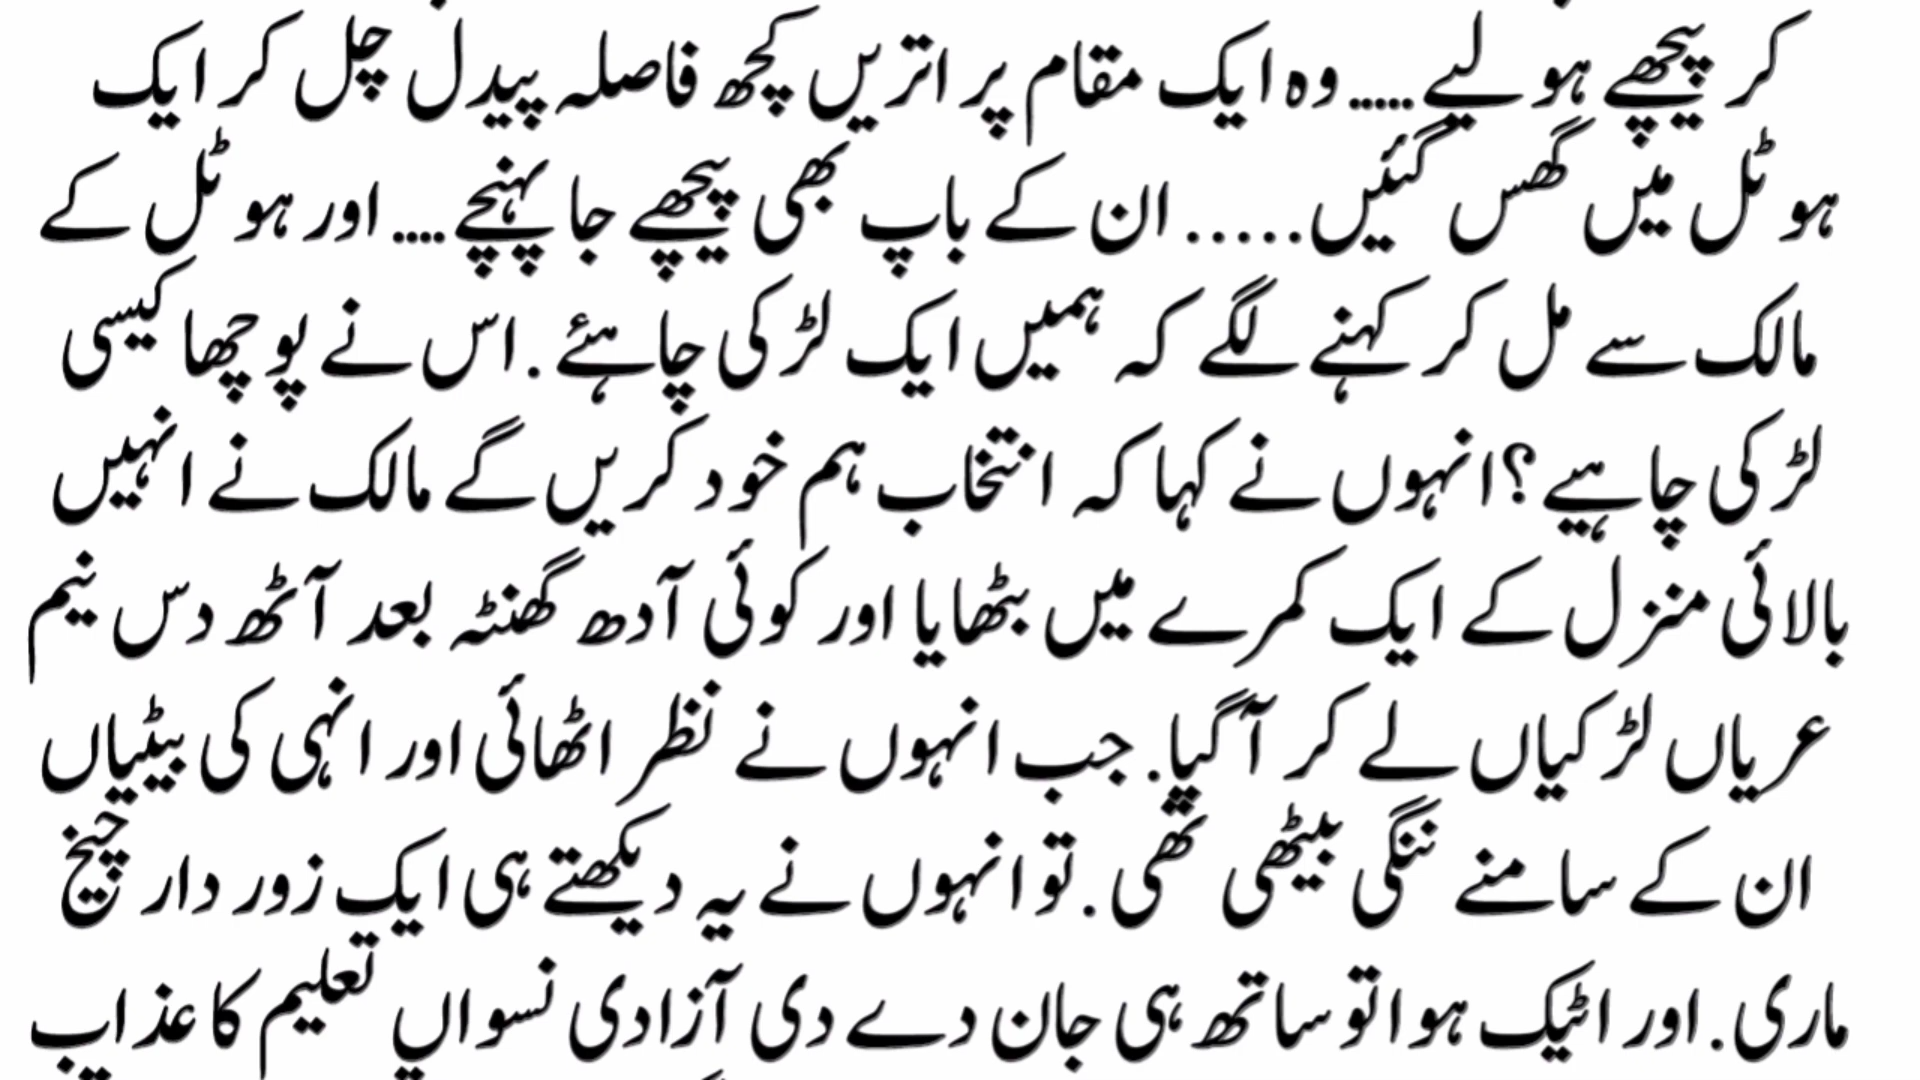 کر پیچھے ہولیے ..... وہ ایک مقام پر اتریں کچھ فاصلہ پیدل چل کر ایک
ہوٹل میں گھس گئیں ..... ان کے باپ بھی پیچھے جا پہنچے .... اور ہوٹل کے
مالک سے مل کر کہنے لگے کہ ہمیں ایک لڑکی چاہئے . اس نے پوچھا کیسی
لڑکی چاہیے ؟ انہوں نے کہا کہ انتخاب ہم خود کریں گے مالک نے انہیں
بالائی منزل کے ایک کمرے میں بٹھایا اور کوئی آدھ گھنٹہ بعد آٹھ دس نیم
عریاں لڑکیاں لے کر آگیا . جب انہوں نے نظر اٹھائی اور انہی کی بیٹیاں
ان کے سامنے ننگی بیٹھی تھی . تو انہوں نے یہ دیکھتے ہی ایک زور دار چیخ
ماری . اور اٹیک ہوا تو ساتھ ہی جان دے دی آزادی نسواں تعلیم کا عذاب